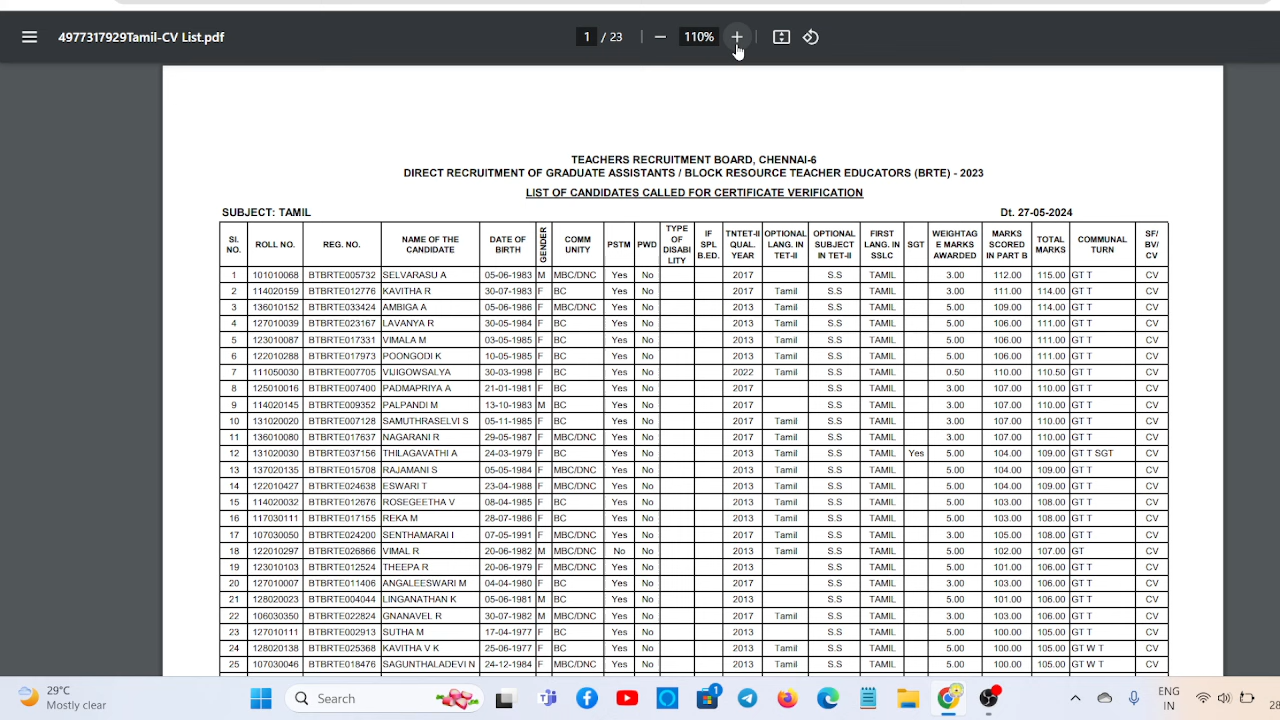 4977317929Tamil-CV List.pdf 1 / 23 110%
TEACHERS RECRUITMENT BOARD, CHENNAI-6
DIRECT RECRUITMENT OF GRADUATE ASSISTANTS / BLOCK RESOURCE TEACHER EDUCATORS (BRTE) - 2023
LIST OF CANDIDATES CALLED FOR CERTIFICATE VERIFICATION
SUBJECT: TAMIL Dt. 27-05-2024
SI. NO. ROLL NO. REG. NO. NAME OF THE CANDIDATE DATE OF BIRTH GENDER COMM UNITY PSTM PWD TYPE OF DISABI LITY IF SPL B.ED. TNTET-II QUAL. YEAR OPTIONAL LANG. IN TET-II OPTIONAL SUBJECT IN TET-II FIRST LANG. IN SSLC SGT WEIGHTAG E MARKS AWARDED MARKS SCORED IN PART B TOTAL MARKS COMMUNAL TURN SF/ BV/ CV
1 101010068 BTBRTE005732 SELVARASU A 05-06-1983 M MBC/DNC Yes No 2017 S.S TAMIL 3.00 112.00 115.00 GT T CV
2 114020159 BTBRTE012776 KAVITHA R 30-07-1983 F BC Yes No 2017 Tamil S.S TAMIL 3.00 111.00 114.00 GT T CV
3 136010152 BTBRTE033424 AMBIGA A 05-06-1986 F MBC/DNC Yes No 2013 Tamil S.S TAMIL 5.00 109.00 114.00 GT T CV
4 127010039 BTBRTE023167 LAVANYA R 30-05-1984 F BC Yes No 2013 Tamil S.S TAMIL 5.00 106.00 111.00 GT T CV
5 123010087 BTBRTE017331 VIMALA M 03-05-1985 F BC Yes No 2013 Tamil S.S TAMIL 5.00 106.00 111.00 GT T CV
6 122010288 BTBRTE017973 POONGODI K 10-05-1985 F BC Yes No 2013 Tamil S.S TAMIL 5.00 106.00 111.00 GT T CV
7 111050030 BTBRTE007705 VIJIGOWSALYA 30-03-1998 F BC Yes No 2022 Tamil S.S TAMIL 0.50 110.00 110.50 GT T CV
8 125010016 BTBRTE007400 PADMAPRIYA A 21-01-1981 F BC Yes No 2017 S.S TAMIL 3.00 107.00 110.00 GT T CV
9 114020145 BTBRTE009352 PALPANDI M 13-10-1983 M BC Yes No 2017 S.S TAMIL 3.00 107.00 110.00 GT T CV
10 131020020 BTBRTE007128 SAMUTHRASELVI S 05-11-1985 F BC Yes No 2017 Tamil S.S TAMIL 3.00 107.00 110.00 GT T CV
11 136010080 BTBRTE017637 NAGARANI R 29-05-1987 F MBC/DNC Yes No 2017 Tamil S.S TAMIL 3.00 107.00 110.00 GT T CV
12 131020030 BTBRTE037156 THILAGAVATHI A 24-03-1979 F BC Yes No 2013 Tamil S.S TAMIL Yes 5.00 104.00 109.00 GT T SGT CV
13 137020135 BTBRTE015708 RAJAMANI S 05-05-1984 F MBC/DNC Yes No 2013 Tamil S.S TAMIL 5.00 104.00 109.00 GT T CV
14 122010427 BTBRTE024638 ESWARI T 23-04-1988 F MBC/DNC Yes No 2013 Tamil S.S TAMIL 5.00 104.00 109.00 GT T CV
15 114020032 BTBRTE012676 ROSEGEETHA V 08-04-1985 F BC Yes No 2013 Tamil S.S TAMIL 5.00 103.00 108.00 GT T CV
16 117030111 BTBRTE017155 REKA M 28-07-1986 F BC Yes No 2013 Tamil S.S TAMIL 5.00 103.00 108.00 GT T CV
17 107030050 BTBRTE024200 SENTHAMARAI I 07-05-1991 F MBC/DNC Yes No 2017 Tamil S.S TAMIL 3.00 105.00 108.00 GT T CV
18 122010297 BTBRTE026866 VIMAL R 20-06-1982 M MBC/DNC No No 2013 Tamil S.S TAMIL 5.00 102.00 107.00 GT CV
19 123010103 BTBRTE012524 THEEPA R 20-06-1979 F MBC/DNC Yes No 2013 S.S TAMIL 5.00 101.00 106.00 GT T CV
20 127010007 BTBRTE011406 ANGALEESWARI M 04-04-1980 F BC Yes No 2017 S.S TAMIL 3.00 103.00 106.00 GT T CV
21 128020023 BTBRTE004044 LINGANATHAN K 05-06-1981 M BC Yes No 2013 S.S TAMIL 5.00 101.00 106.00 GT T CV
22 106030350 BTBRTE022824 GNANAVEL R 30-07-1982 M MBC/DNC Yes No 2017 Tamil S.S TAMIL 3.00 103.00 106.00 GT T CV
23 127010111 BTBRTE002913 SUTHA M 17-04-1977 F BC Yes No 2013 S.S TAMIL 5.00 100.00 105.00 GT T CV
24 128020138 BTBRTE025368 KAVITHA V K 25-06-1977 F BC Yes No 2013 Tamil S.S TAMIL 5.00 100.00 105.00 GT W T CV
25 107030046 BTBRTE018476 SAGUNTHALADEVI N 24-12-1984 F MBC/DNC Yes No 2013 Tamil S.S TAMIL 5.00 100.00 105.00 GT W T CV
29°C
Mostly clear
Search
1
ENG
IN
28